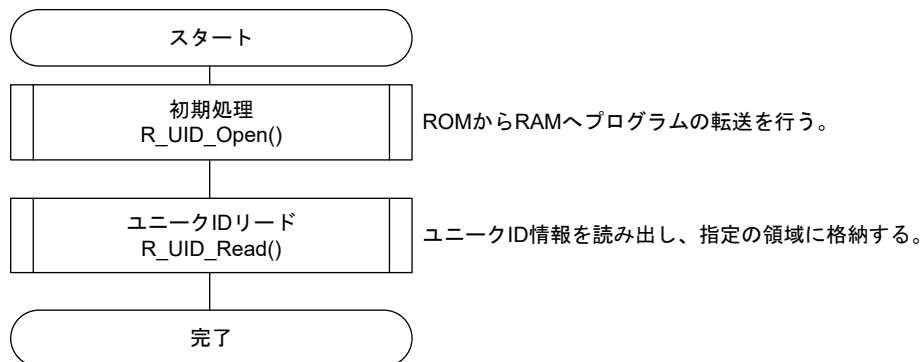 スタート
初期処理
R_UID_Open()
ROMからRAMへプログラムの転送を行う。
ユニークIDリード
R_UID_Read()
ユニークID情報を読み出し、指定の領域に格納する。
完了